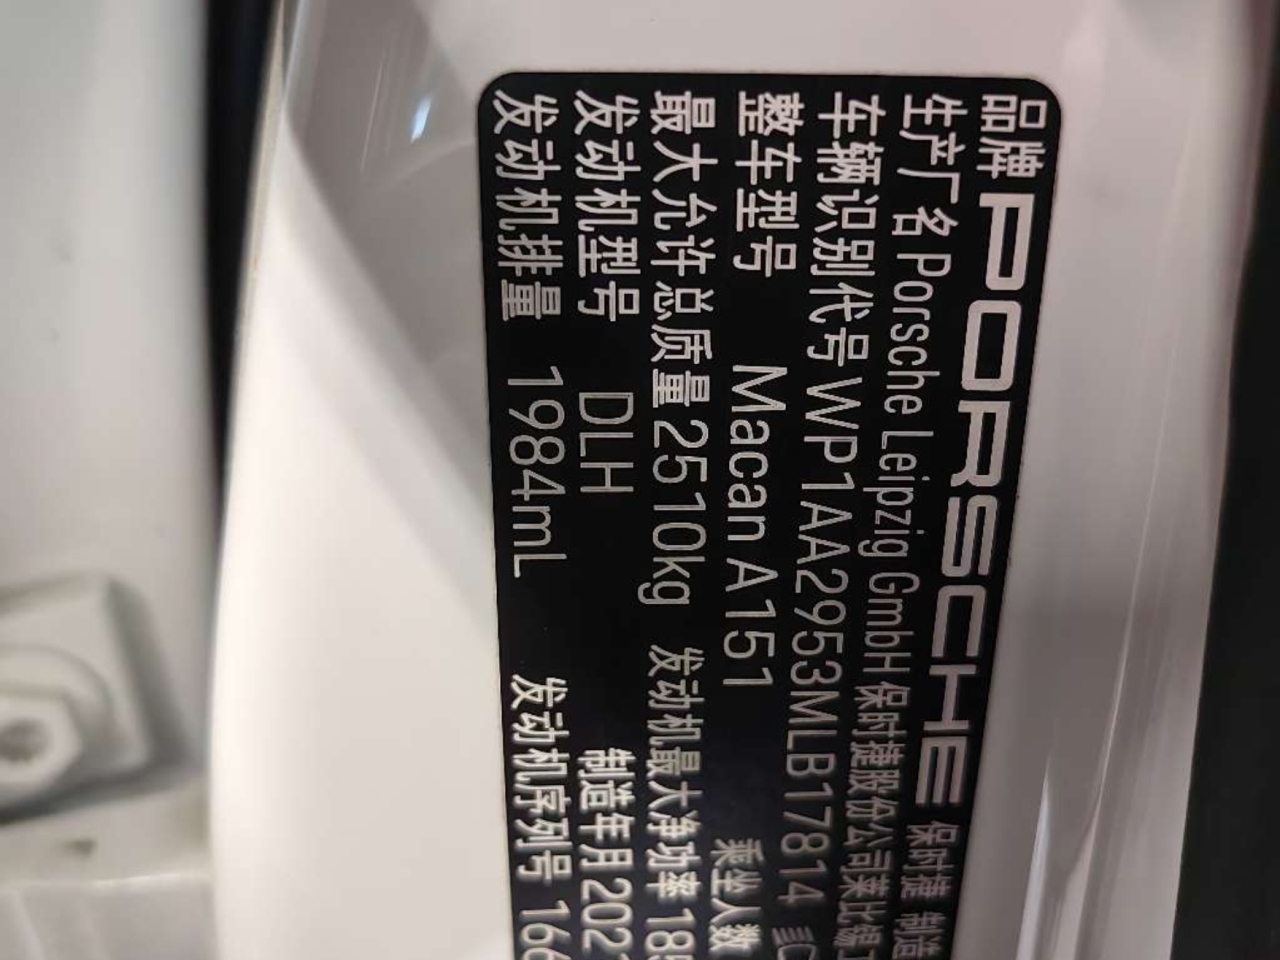 品牌 PORSCHE 保时捷 制造
生产厂名 Porsche Leipzig GmbH 保时捷股份公司莱比锡工
车辆识别代号 WP1AA2953MLB17814
整车型号 Macan A151 乘坐人数
最大允许总质量 2510kg 发动机最大净功率 185
发动机型号 DLH 制造年月 2021
发动机排量 1984mL 发动机序列号 166